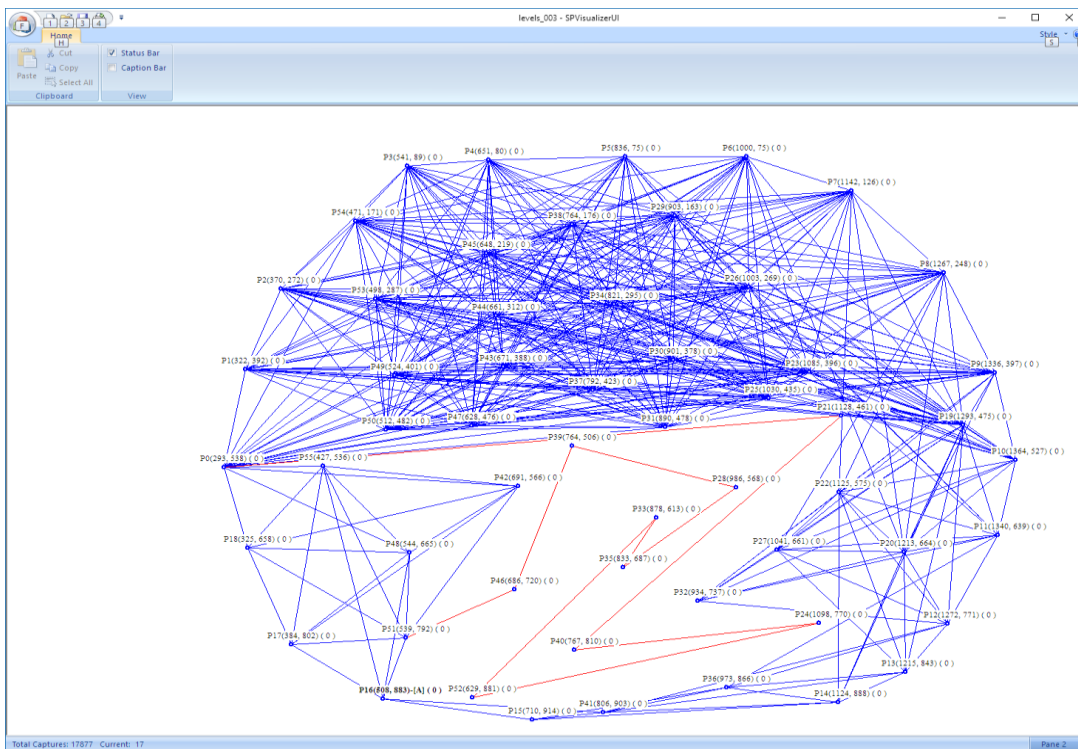 levels_003 - SPVisualizerUI
F
1 2 3 4
Home
H
Style
S
Paste
Cut
Copy
Select All
Status Bar
Caption Bar
Clipboard
View
P3(541, 89) ( 0 )
P4(651, 80) ( 0 )
P5(836, 75) ( 0 )
P6(1000, 75) ( 0 )
P7(1142, 126) ( 0 )
P54(471, 171) ( 0 )
P38(764, 176) ( 0 )
P29(903, 163) ( 0 )
P45(648, 219) ( 0 )
P8(1267, 248) ( 0 )
P2(370, 272) ( 0 )
P53(498, 287) ( 0 )
P26(1003, 269) ( 0 )
P34(821, 295) ( 0 )
P44(661, 312) ( 0 )
P1(322, 392) ( 0 )
P49(524, 401) ( 0 )
P43(671, 388) ( 0 )
P30(901, 378) ( 0 )
P23(1085, 396) ( 0 )
P9(1336, 397) ( 0 )
P37(792, 423) ( 0 )
P25(1030, 435) ( 0 )
P50(512, 482) ( 0 )
P47(628, 476) ( 0 )
P31(890, 478) ( 0 )
P21(1128, 461) ( 0 )
P19(1293, 475) ( 0 )
P0(293, 538) ( 0 )
P55(427, 536) ( 0 )
P39(764, 506) ( 0 )
P10(1364, 527) ( 0 )
P42(691, 566) ( 0 )
P28(986, 568) ( 0 )
P22(1125, 575) ( 0 )
P33(878, 613) ( 0 )
P11(1340, 639) ( 0 )
P18(325, 658) ( 0 )
P48(544, 665) ( 0 )
P27(1041, 661) ( 0 )
P20(1213, 664) ( 0 )
P35(833, 687) ( 0 )
P46(686, 720) ( 0 )
P32(934, 737) ( 0 )
P24(1098, 770) ( 0 )
P12(1272, 771) ( 0 )
P17(384, 802) ( 0 )
P51(539, 792) ( 0 )
P40(767, 810) ( 0 )
P13(1215, 843) ( 0 )
P16(508, 883)-[A] ( 0 )
P52(629, 881) ( 0 )
P36(973, 866) ( 0 )
P14(1124, 888) ( 0 )
P15(710, 914) ( 0 )
P41(806, 903) ( 0 )
Total Captures: 17877 Current: 17
Pane 2